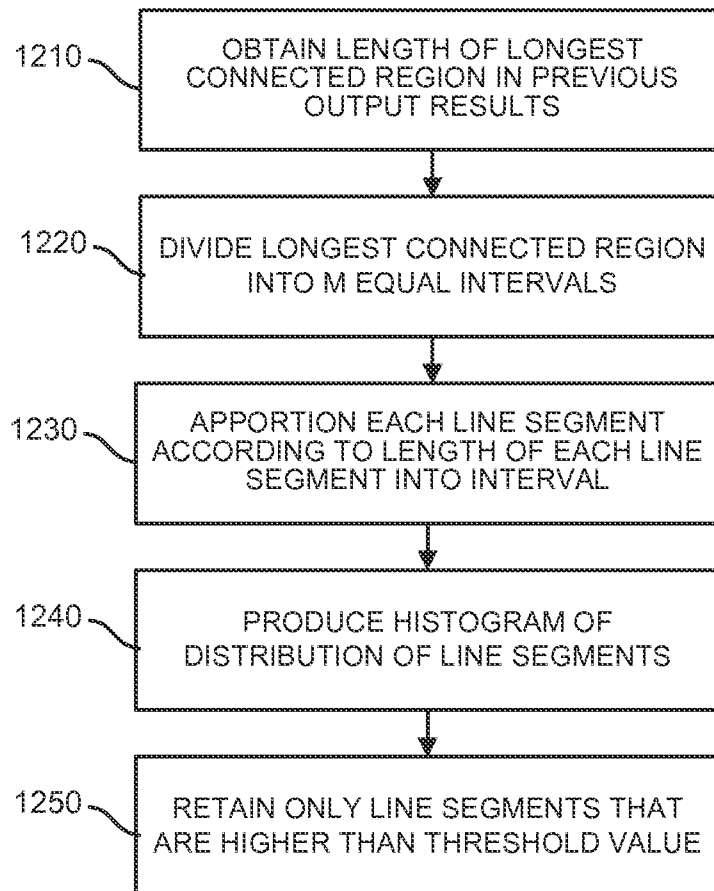 1210
OBTAIN LENGTH OF LONGEST
CONNECTED REGION IN PREVIOUS
OUTPUT RESULTS
1220
DIVIDE LONGEST CONNECTED REGION
INTO M EQUAL INTERVALS
1230
APPORTION EACH LINE SEGMENT
ACCORDING TO LENGTH OF EACH LINE
SEGMENT INTO INTERVAL
1240
PRODUCE HISTOGRAM OF
DISTRIBUTION OF LINE SEGMENTS
1250
RETAIN ONLY LINE SEGMENTS THAT
ARE HIGHER THAN THRESHOLD VALUE